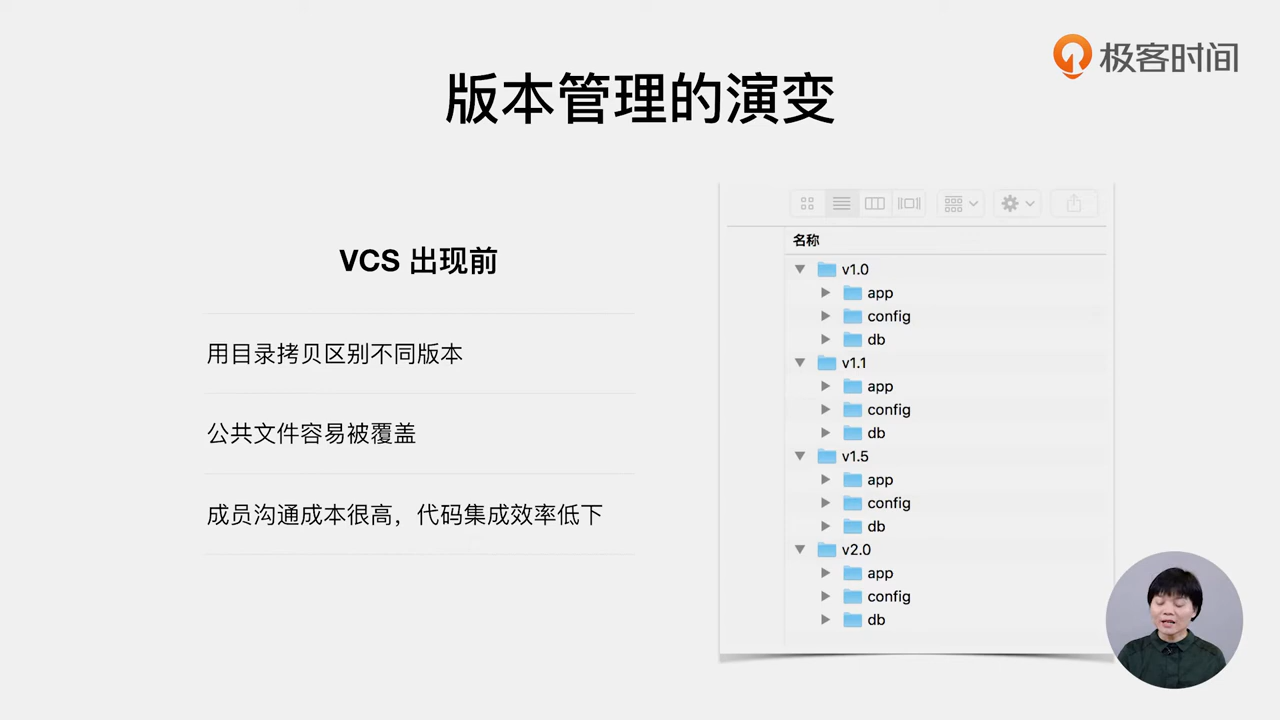 极客时间
版本管理的演变
VCS 出现前
用目录拷贝区别不同版本
公共文件容易被覆盖
成员沟通成本很高，代码集成效率低下
名称
v1.0
app
config
db
v1.1
app
config
db
v1.5
app
config
db
v2.0
app
config
db